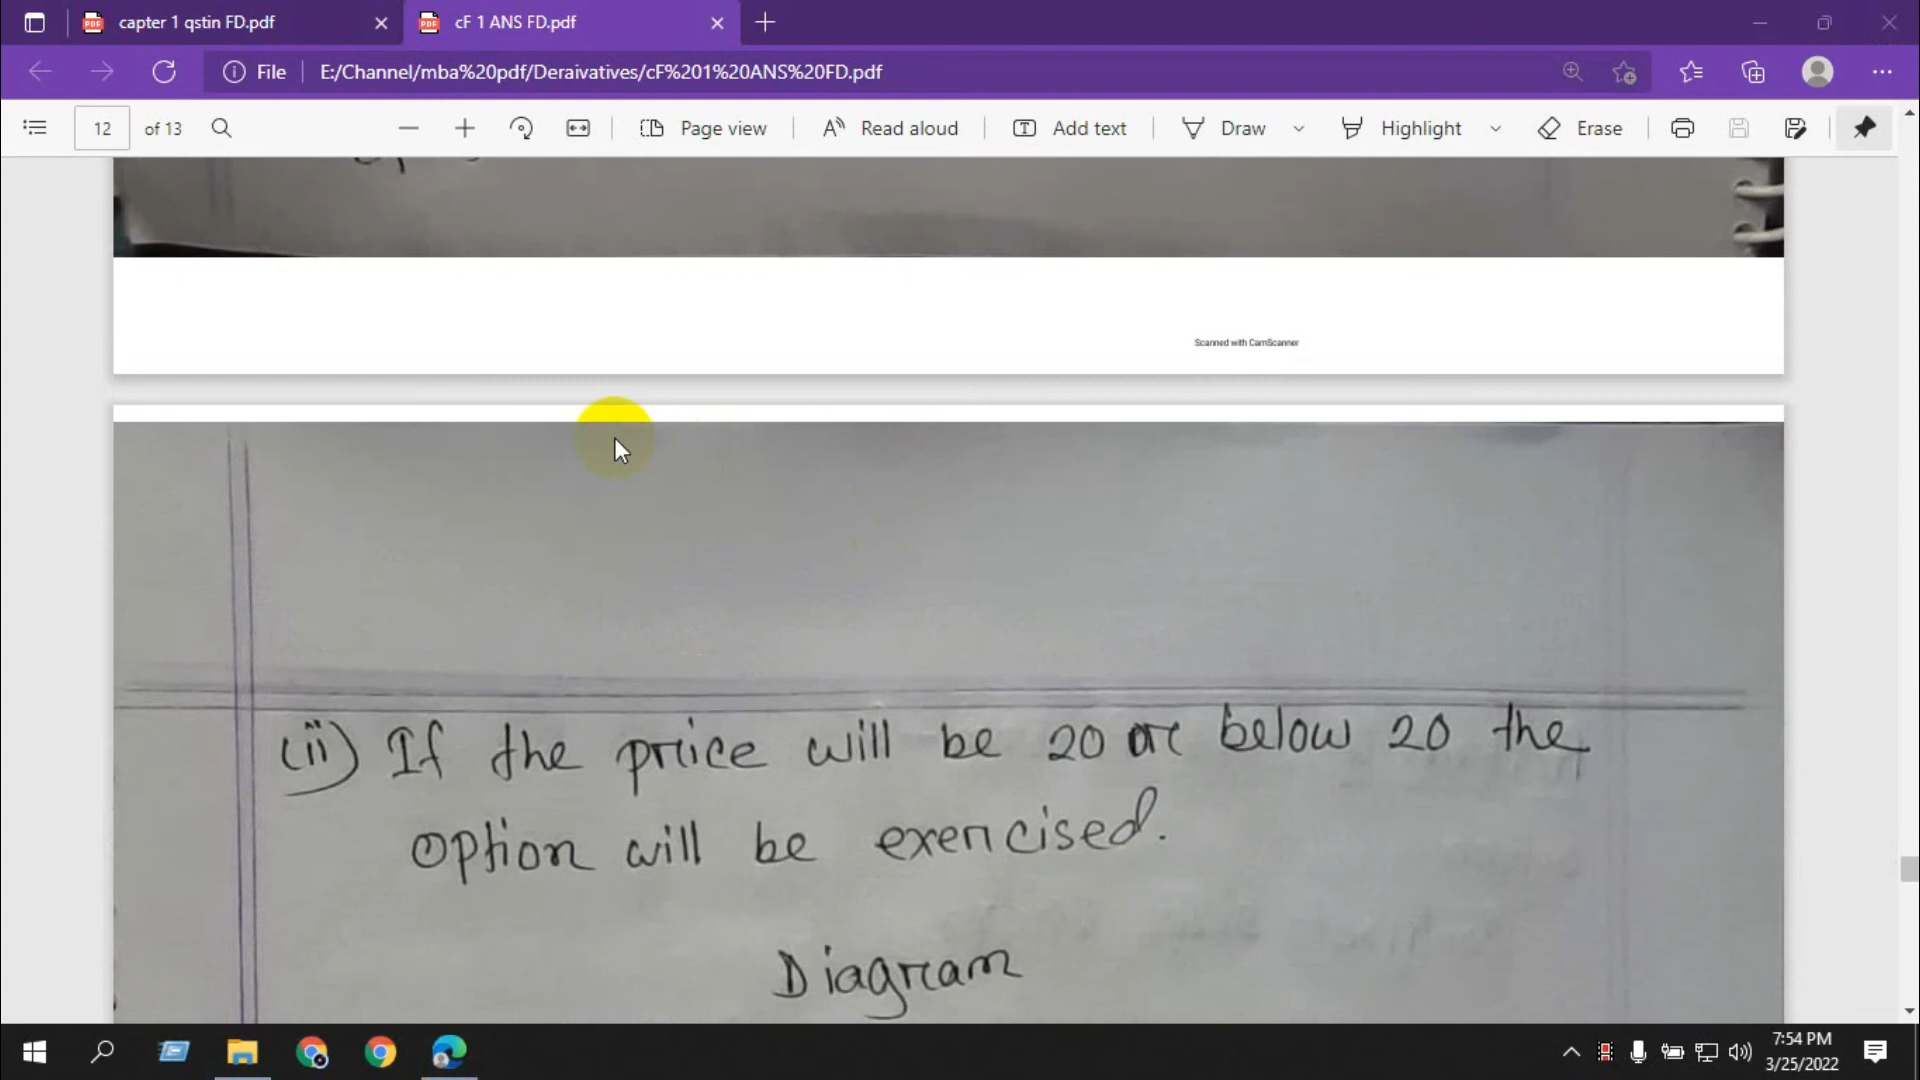 capter 1 qstin FD.pdf
cF 1 ANS FD.pdf
File
E:/Channel/mba%20pdf/Deraivatives/cF%201%20ANS%20FD.pdf
12 of 13
Page view
Read aloud
Add text
Draw
Highlight
Erase
Scanned with CamScanner
(ii) If the price will be 20 or below 20 the
option will be exercised.
Diagram
7:54 PM
3/25/2022